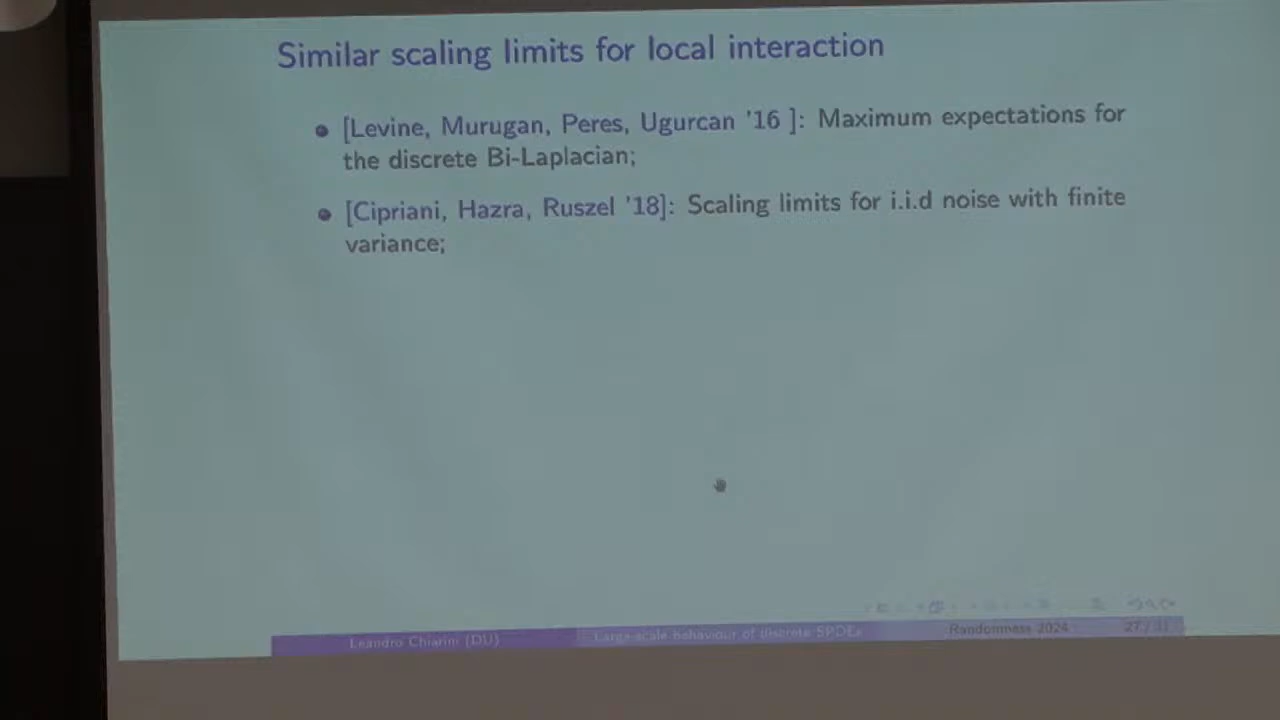 Similar scaling limits for local interaction
• [Levine, Murugan, Peres, Ugurcan '16 ]: Maximum expectations for
the discrete Bi-Laplacian;
• [Cipriani, Hazra, Ruszel '18]: Scaling limits for i.i.d noise with finite
variance;
Leandro Chiarini (DU)
Large-scale behaviour of discrete SPDEs
Randomness 2024
27 /